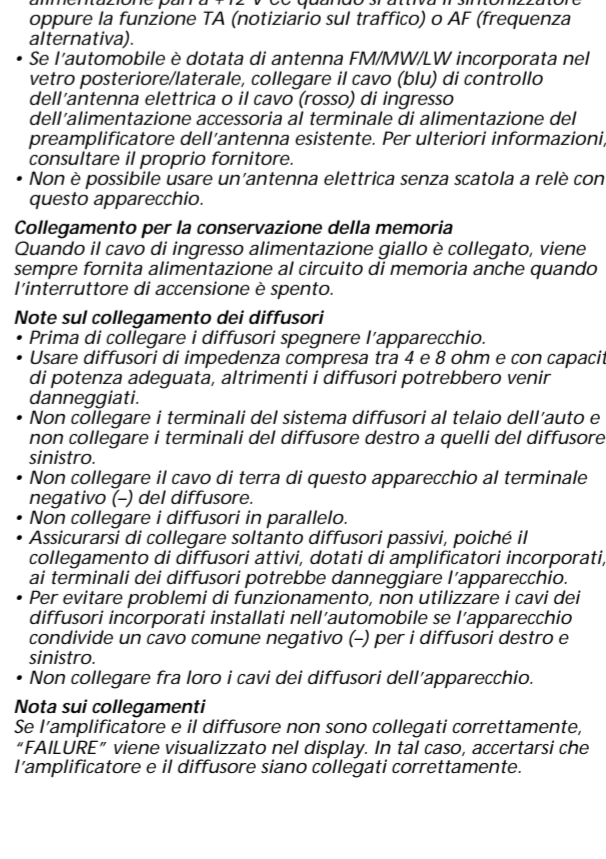 alimentazione pari a +12 V CC quando si attiva il sintonizzatore
oppure la funzione TA (notiziario sul traffico) o AF (frequenza
alternativa).
• Se l'automobile è dotata di antenna FM/MW/LW incorporata nel
vetro posteriore/laterale, collegare il cavo (blu) di controllo
dell'antenna elettrica o il cavo (rosso) di ingresso
dell'alimentazione accessoria al terminale di alimentazione del
preamplificatore dell'antenna esistente. Per ulteriori informazioni,
consultare il proprio fornitore.
• Non è possibile usare un'antenna elettrica senza scatola a relè con
questo apparecchio.
Collegamento per la conservazione della memoria
Quando il cavo di ingresso alimentazione giallo è collegato, viene
sempre fornita alimentazione al circuito di memoria anche quando
l'interruttore di accensione è spento.
Note sul collegamento dei diffusori
• Prima di collegare i diffusori spegnere l'apparecchio.
• Usare diffusori di impedenza compresa tra 4 e 8 ohm e con capacit
di potenza adeguata, altrimenti i diffusori potrebbero venir
danneggiati.
• Non collegare i terminali del sistema diffusori al telaio dell'auto e
non collegare i terminali del diffusore destro a quelli del diffusore
sinistro.
• Non collegare il cavo di terra di questo apparecchio al terminale
negativo (–) del diffusore.
• Non collegare i diffusori in parallelo.
• Assicurarsi di collegare soltanto diffusori passivi, poiché il
collegamento di diffusori attivi, dotati di amplificatori incorporati,
ai terminali dei diffusori potrebbe danneggiare l'apparecchio.
• Per evitare problemi di funzionamento, non utilizzare i cavi dei
diffusori incorporati installati nell'automobile se l'apparecchio
condivide un cavo comune negativo (–) per i diffusori destro e
sinistro.
• Non collegare fra loro i cavi dei diffusori dell'apparecchio.
Nota sui collegamenti
Se l'amplificatore e il diffusore non sono collegati correttamente,
"FAILURE" viene visualizzato nel display. In tal caso, accertarsi che
l'amplificatore e il diffusore siano collegati correttamente.